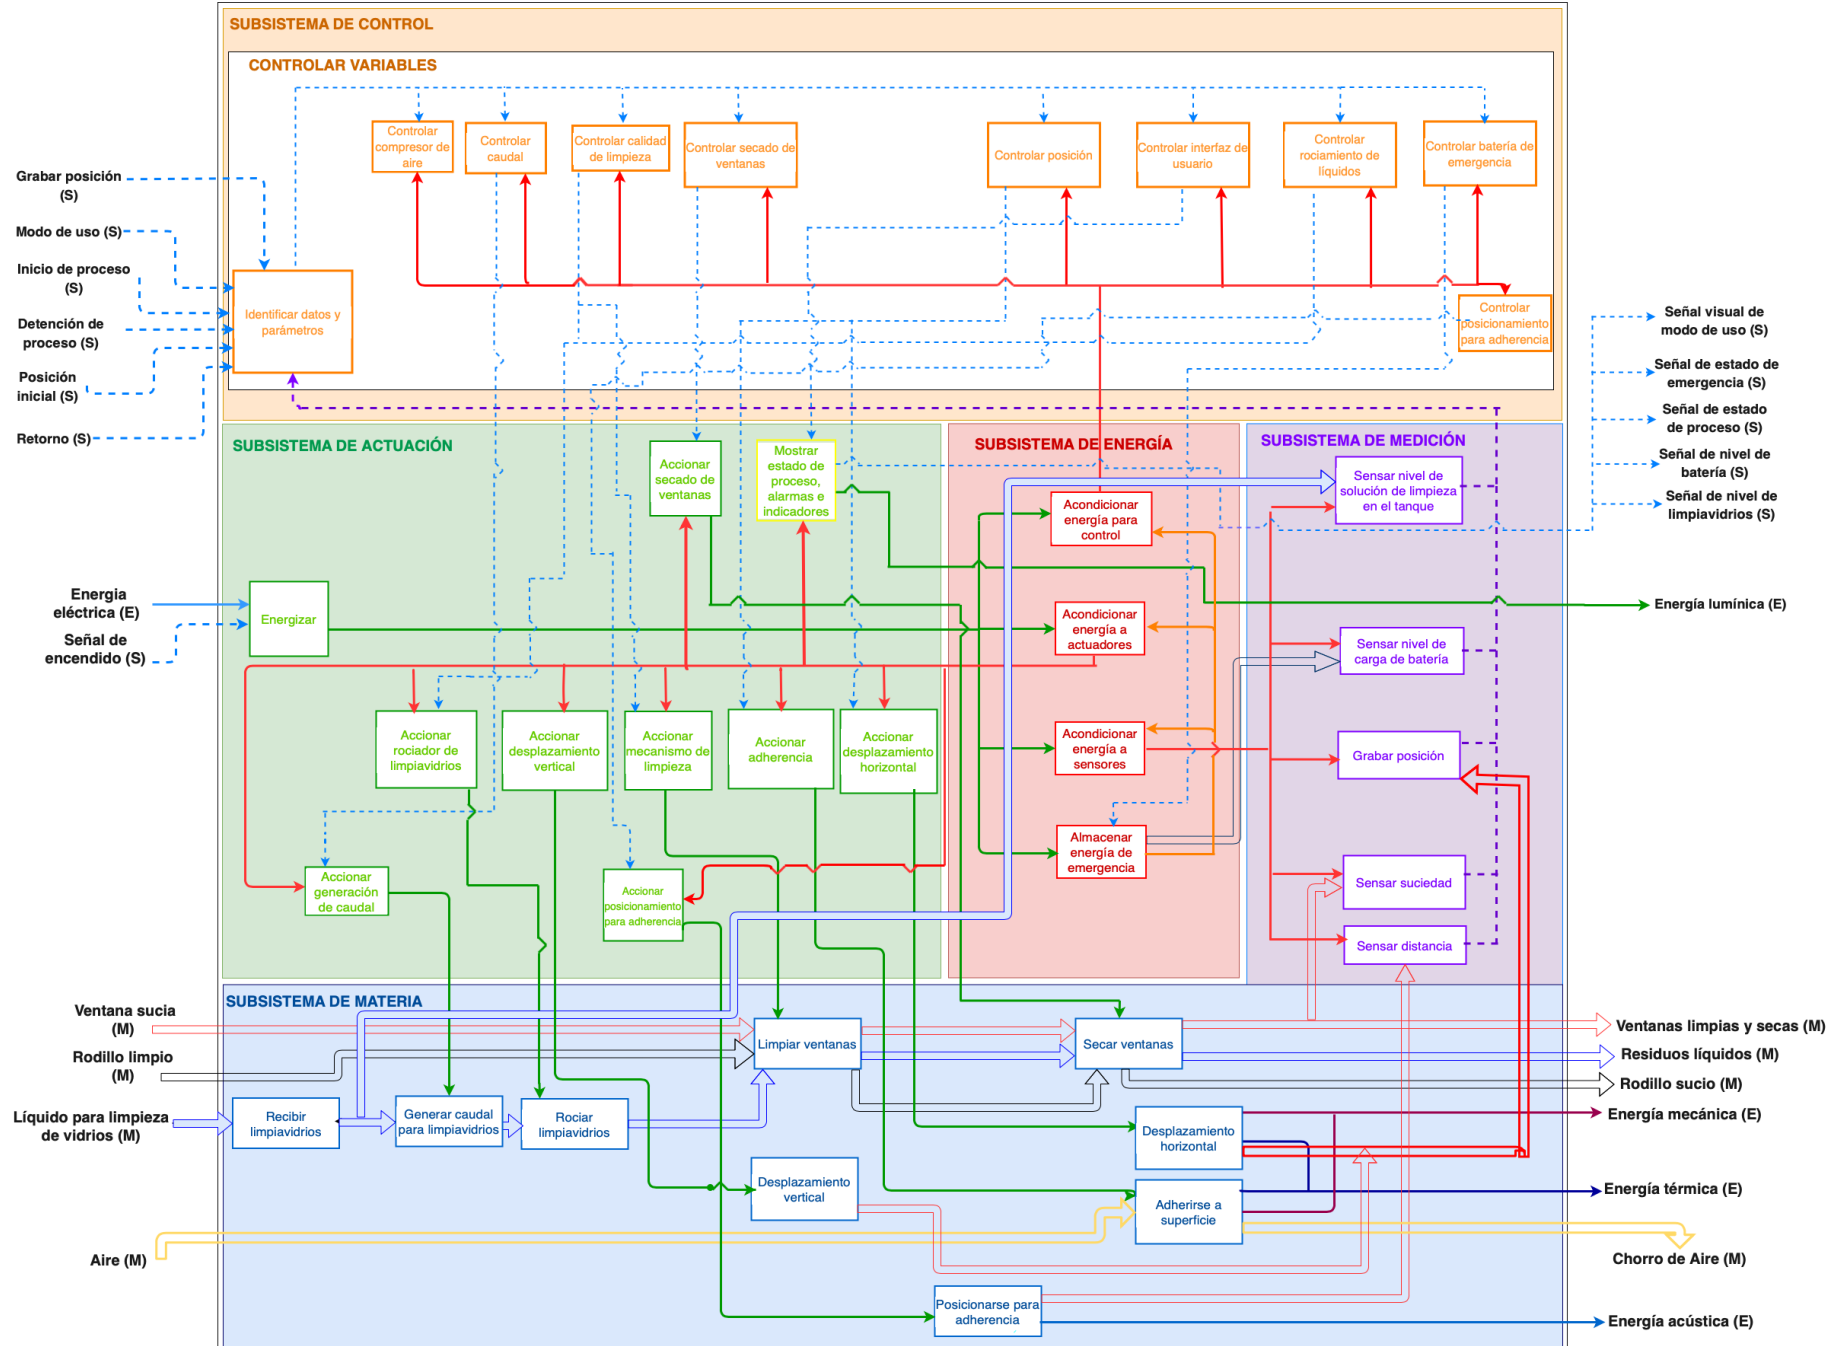 SUBSISTEMA DE CONTROL
CONTROLAR VARIABLES
Controlar
compresor de
aire
Controlar
caudal
Controlar calidad
de limpieza
Controlar secado de
ventanas
Controlar posición
Controlar interfaz de
usuario
Controlar
rociamiento de
líquidos
Controlar batería de
emergencia
Grabar posición
(S)
Modo de uso (S)
Inicio de proceso
(S)
Detención de
proceso (S)
Posición
inicial (S)
Retorno (S)
Identificar datos y
parámetros
Controlar
posicionamiento
para adherencia
Señal visual de
modo de uso (S)
Señal de estado de
emergencia (S)
Señal de estado
de proceso (S)
Señal de nivel de
batería (S)
Señal de nivel de
limpiavidrios (S)
SUBSISTEMA DE ACTUACIÓN
Accionar
secado de
ventanas
Mostrar
estado de
proceso,
alarmas e
indicadores
Energia
eléctrica (E)
Señal de
encendido (S)
Energizar
Accionar
rociador de
limpiavidrios
Accionar
desplazamiento
vertical
Accionar
mecanismo de
limpieza
Accionar
adherencia
Accionar
desplazamiento
horizontal
Accionar
generación
de caudal
Accionar
posicionamiento
para adherencia
SUBSISTEMA DE ENERGÍA
Acondicionar
energía para
control
Acondicionar
energía a
actuadores
Acondicionar
energía a
sensores
Almacenar
energía de
emergencia
SUBSISTEMA DE MEDICIÓN
Sensar nivel de
solución de limpieza
en el tanque
Sensar nivel de
carga de batería
Grabar posición
Sensar suciedad
Sensar distancia
Energía lumínica (E)
SUBSISTEMA DE MATERIA
Ventana sucia
(M)
Rodillo limpio
(M)
Líquido para limpieza
de vidrios (M)
Aire (M)
Limpiar ventanas
Secar ventanas
Recibir
limpiavidrios
Generar caudal
para limpiavidrios
Rociar
limpiavidrios
Desplazamiento
horizontal
Desplazamiento
vertical
Adherirse a
superficie
Posicionarse para
adherencia
Ventanas limpias y secas (M)
Residuos líquidos (M)
Rodillo sucio (M)
Energía mecánica (E)
Energía térmica (E)
Chorro de Aire (M)
Energía acústica (E)